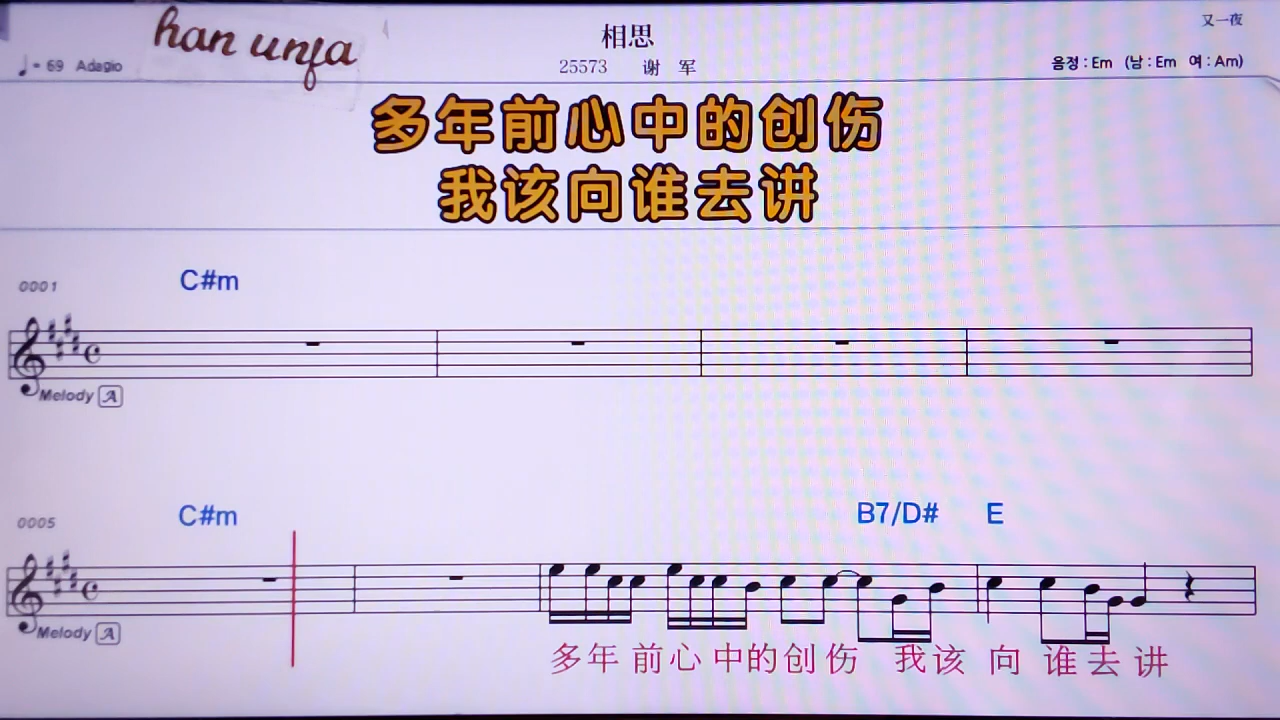 han unfa
相思
又一夜
♩= 69 Adagio
25573 谢 军
음정 : Em (남 : Em 여 : Am)
多年前心中的创伤
我该向谁去讲
0001
C#m
Melody A
0005
C#m
B7/D# E
Melody A
多年 前心 中的创伤 我该 向 谁去 讲